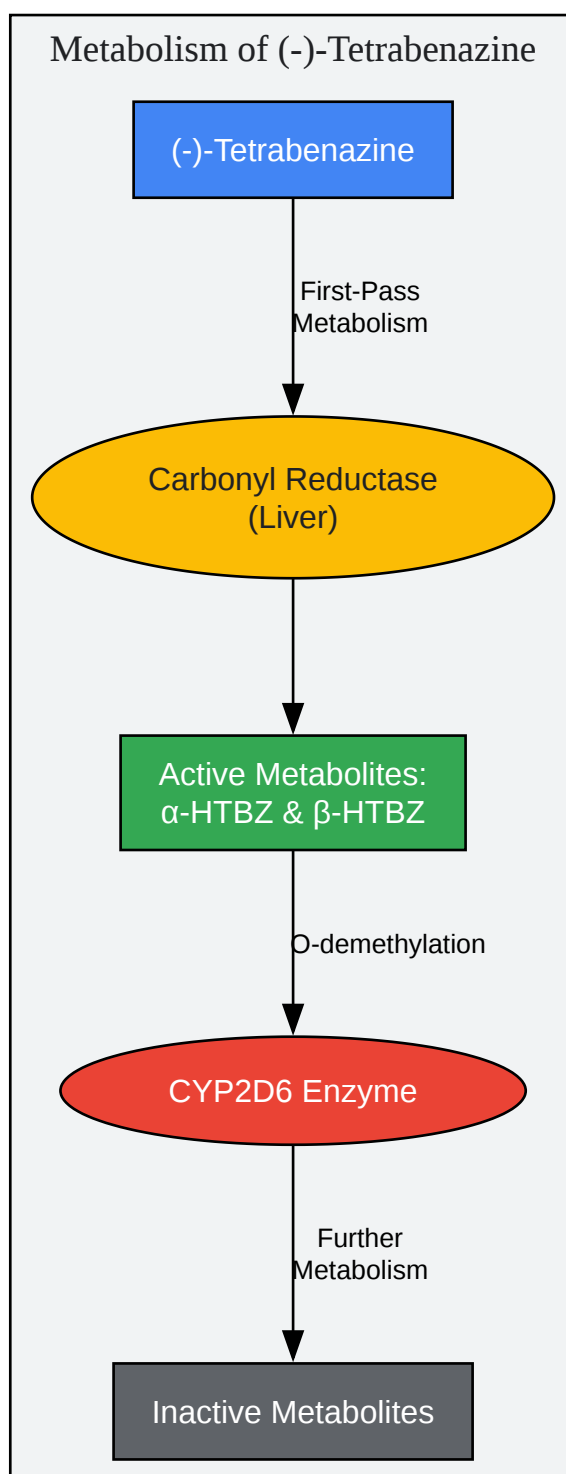 Metabolism of (-)-Tetrabenazine
(-)-Tetrabenazine
First-Pass
Metabolism
Carbonyl Reductase
(Liver)
Active Metabolites:
α-HTBZ & β-HTBZ
O-demethylation
CYP2D6 Enzyme
Further
Metabolism
Inactive Metabolites